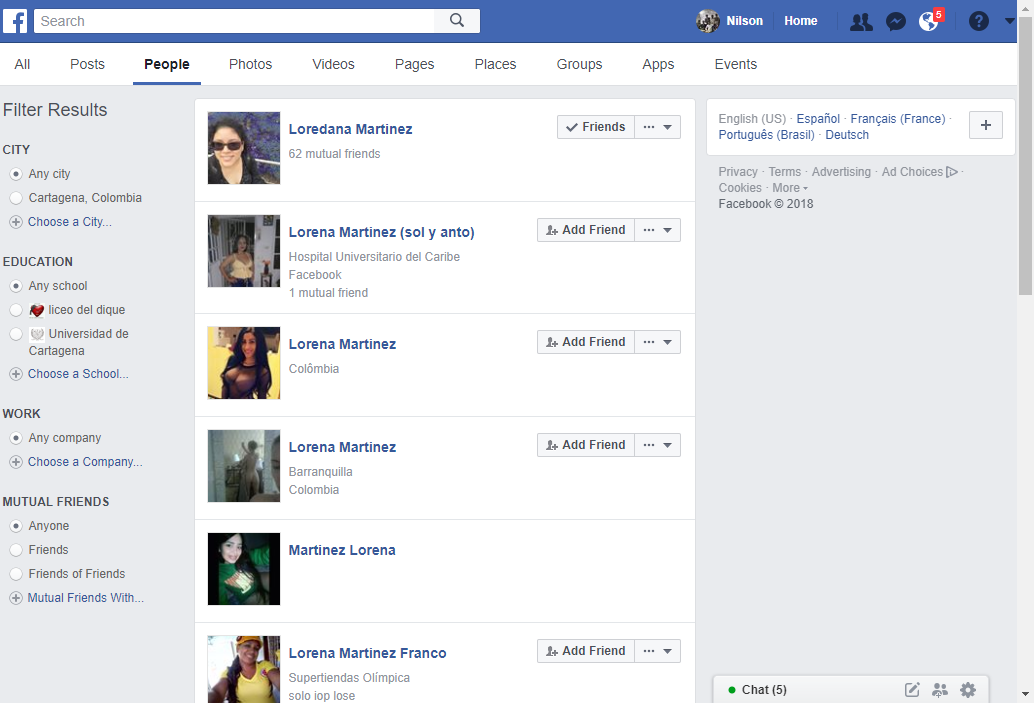 Search
Nilson
Home
5
All
Posts
People
Photos
Videos
Pages
Places
Groups
Apps
Events
Filter Results
CITY
Any city
Cartagena, Colombia
Choose a City...
EDUCATION
Any school
liceo del dique
Universidad de
Cartagena
Choose a School...
WORK
Any company
Choose a Company...
MUTUAL FRIENDS
Anyone
Friends
Friends of Friends
Mutual Friends With...
Loredana Martinez
62 mutual friends
Friends
Lorena Martinez (sol y anto)
Hospital Universitario del Caribe
Facebook
1 mutual friend
Add Friend
Lorena Martinez
Colômbia
Add Friend
Lorena Martinez
Barranquilla
Colombia
Add Friend
Martinez Lorena
Lorena Martinez Franco
Supertiendas Olímpica
solo iop lose
Add Friend
English (US) · Español · Français (France) ·
Português (Brasil) · Deutsch
Privacy · Terms · Advertising · Ad Choices ·
Cookies · More
Facebook © 2018
Chat (5)